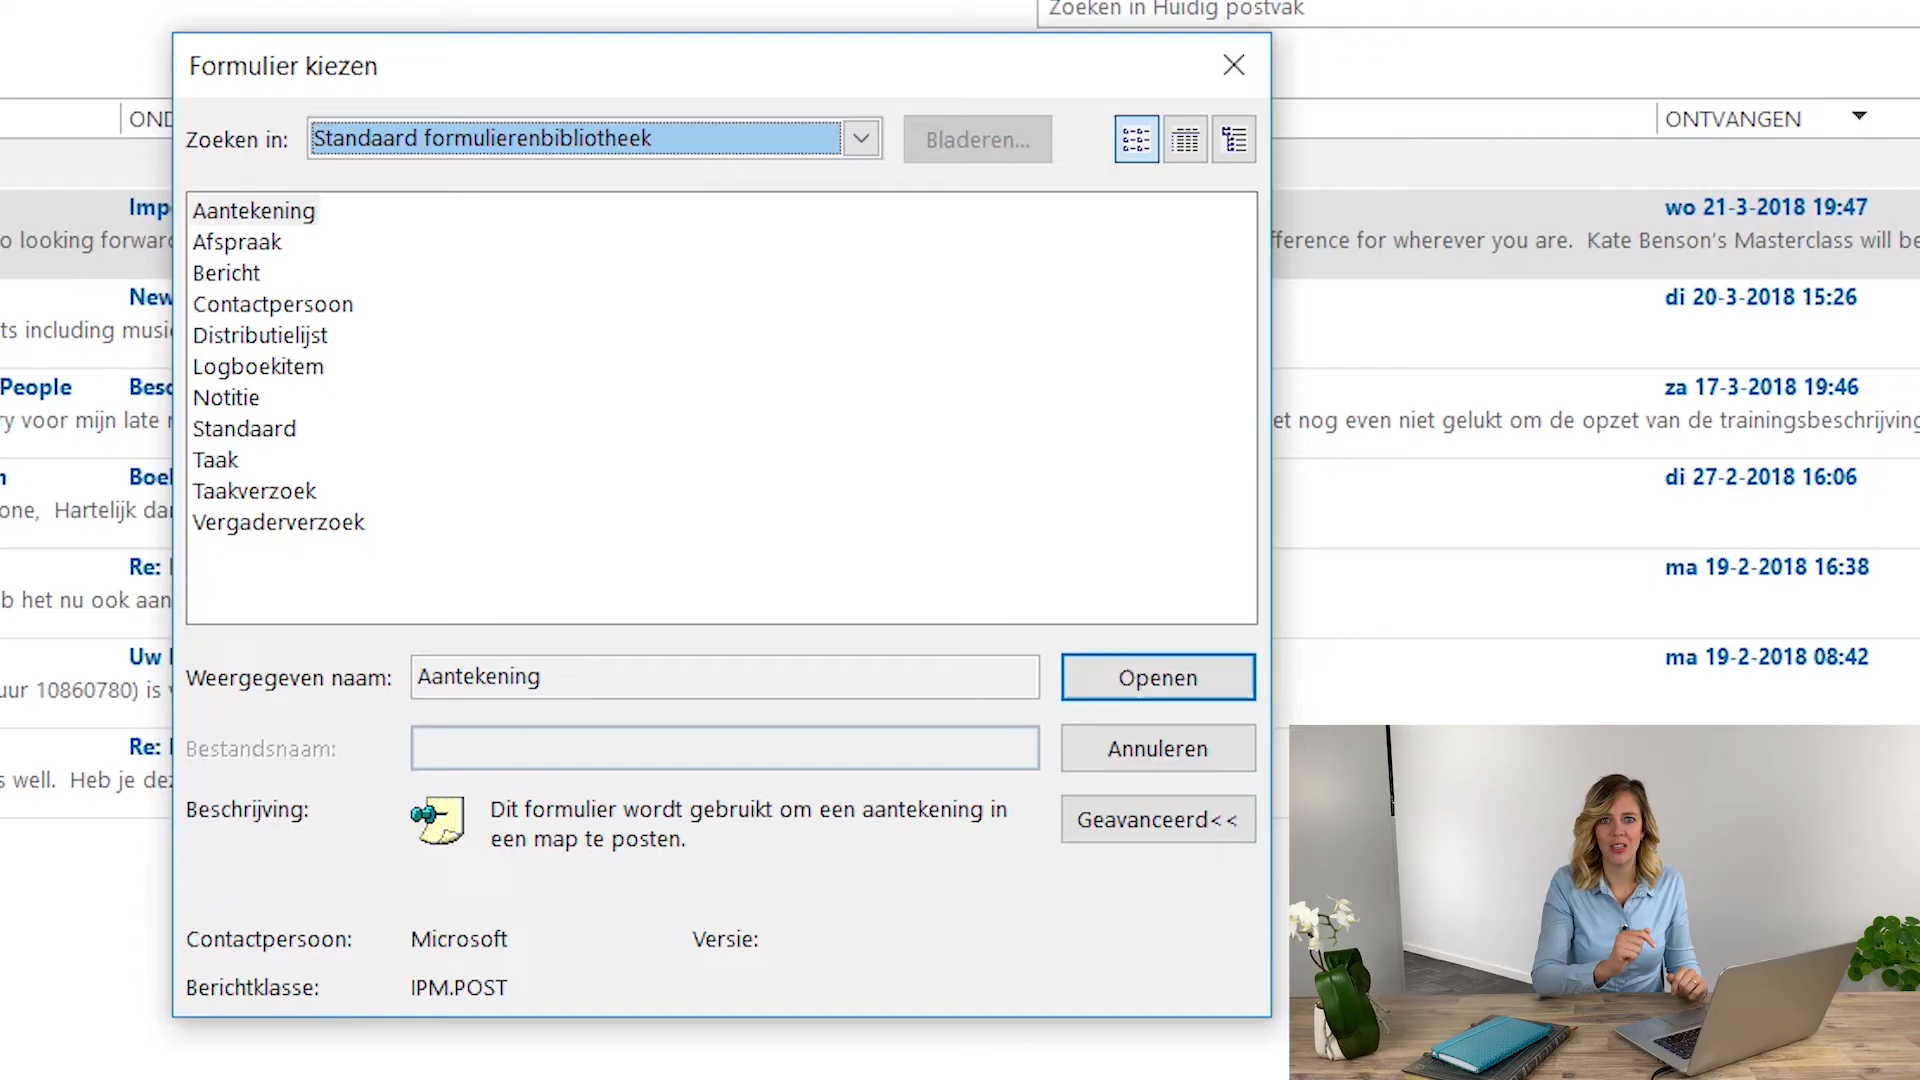 Zoeken in Huidig postvak
Formulier kiezen
OND
ONTVANGEN
Zoeken in:
Standaard formulierenbibliotheek
Bladeren...
Imp
wo 21-3-2018 19:47
o looking forward
fference for wherever you are. Kate Benson's Masterclass will be
New
di 20-3-2018 15:26
ts including music
People
Besc
za 17-3-2018 19:46
ry voor mijn late
et nog even niet gelukt om de opzet van de trainingsbeschrijving
Boek
di 27-2-2018 16:06
one, Hartelijk dan
Re:
ma 19-2-2018 16:38
b het nu ook aan
Uw
ma 19-2-2018 08:42
uur 10860780) is
Re:
s well. Heb je dez
Aantekening
Afspraak
Bericht
Contactpersoon
Distributielijst
Logboekitem
Notitie
Standaard
Taak
Taakverzoek
Vergaderverzoek
Weergegeven naam:
Aantekening
Openen
Bestandsnaam:
Annuleren
Beschrijving:
Dit formulier wordt gebruikt om een aantekening in
een map te posten.
Geavanceerd<<
Contactpersoon:
Microsoft
Versie:
Berichtklasse:
IPM.POST